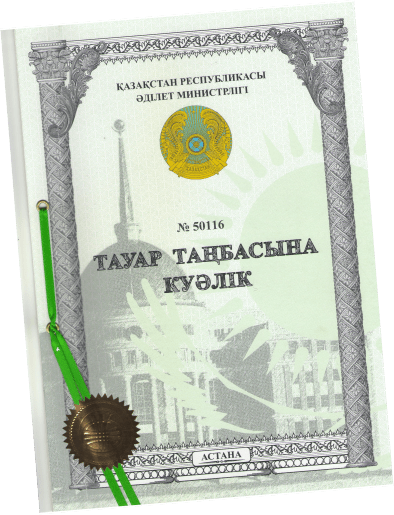 ҚАЗАҚСТАН РЕСПУБЛИКАСЫ
ӘДІЛЕТ МИНИСТРЛІГІ
№ 50116
ТАУАР ТАҢБАСЫНА
КУӘЛІК
АСТАНА